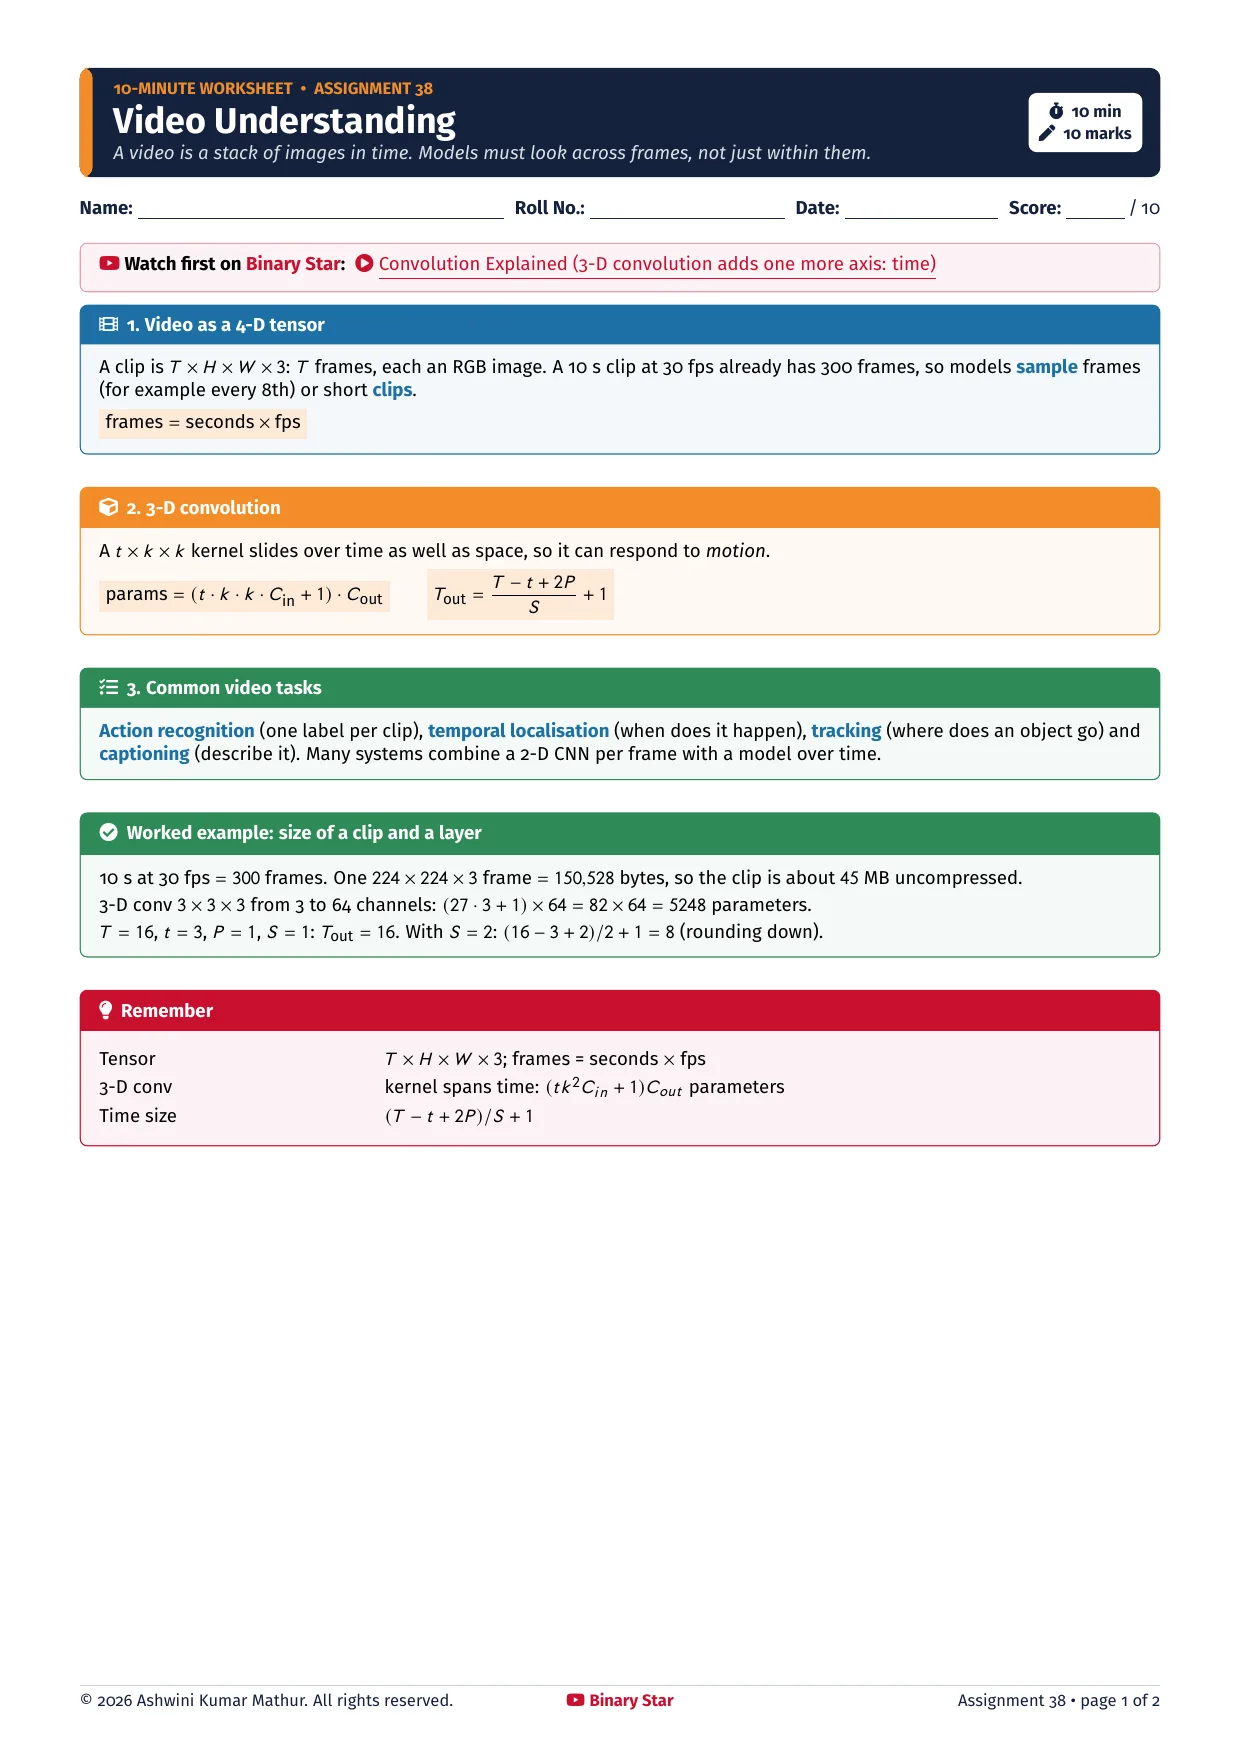 10-MINUTE WORKSHEET • ASSIGNMENT 38
Video Understanding
A video is a stack of images in time. Models must look across frames, not just within them.
10 min
10 marks
Name: Roll No.: Date: Score: / 10
Watch first on Binary Star: Convolution Explained (3-D convolution adds one more axis: time)
1. Video as a 4-D tensor
A clip is T × H × W × 3: T frames, each an RGB image. A 10 s clip at 30 fps already has 300 frames, so models sample frames
(for example every 8th) or short clips.
frames = seconds × fps
2. 3-D convolution
A t × k × k kernel slides over time as well as space, so it can respond to motion.
params = (t · k · k · C_in + 1) · C_out    T_out = (T − t + 2P)/S + 1
3. Common video tasks
Action recognition (one label per clip), temporal localisation (when does it happen), tracking (where does an object go) and
captioning (describe it). Many systems combine a 2-D CNN per frame with a model over time.
Worked example: size of a clip and a layer
10 s at 30 fps = 300 frames. One 224 × 224 × 3 frame = 150,528 bytes, so the clip is about 45 MB uncompressed.
3-D conv 3 × 3 × 3 from 3 to 64 channels: (27 · 3 + 1) × 64 = 82 × 64 = 5248 parameters.
T = 16, t = 3, P = 1, S = 1: T_out = 16. With S = 2: (16 − 3 + 2)/2 + 1 = 8 (rounding down).
Remember
Tensor T × H × W × 3; frames = seconds × fps
3-D conv kernel spans time: (tk²C_in + 1)C_out parameters
Time size (T − t + 2P)/S + 1
© 2026 Ashwini Kumar Mathur. All rights reserved. Binary Star Assignment 38 • page 1 of 2